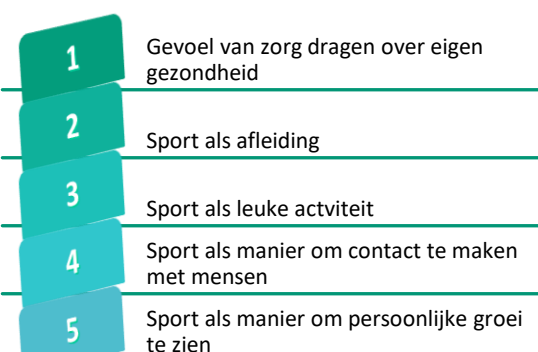 1
Gevoel van zorg dragen over eigen
gezondheid
2
Sport als afleiding
3
Sport als leuke actviteit
4
Sport als manier om contact te maken
met mensen
5
Sport als manier om persoonlijke groei
te zien